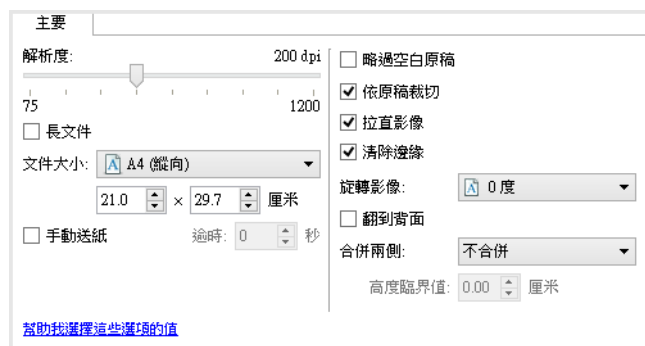 主要
解析度: 200 dpi
75 1200
長文件
文件大小: A4 (縱向)
21.0 × 29.7 厘米
手動送紙 逾時: 0 秒
幫助我選擇這些選項的值
略過空白原稿
依原稿裁切
拉直影像
清除邊緣
旋轉影像: 0 度
翻到背面
合併兩側: 不合併
高度臨界值: 0.00 厘米